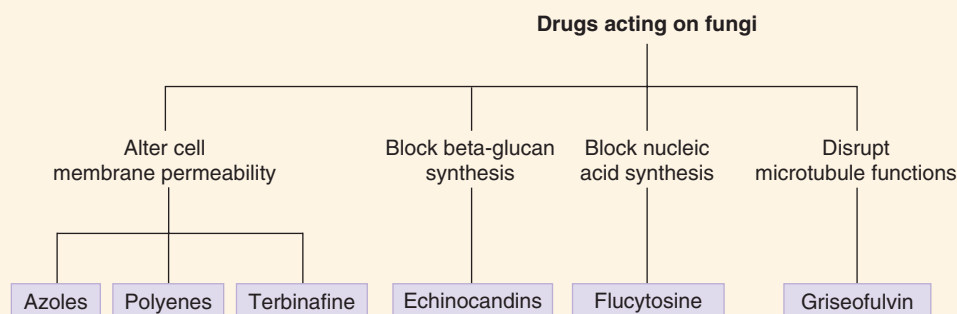 Drugs acting on fungi
Alter cell
membrane permeability
Block beta-glucan
synthesis
Block nucleic
acid synthesis
Disrupt
microtubule functions
Azoles
Polyenes
Terbinafine
Echinocandins
Flucytosine
Griseofulvin